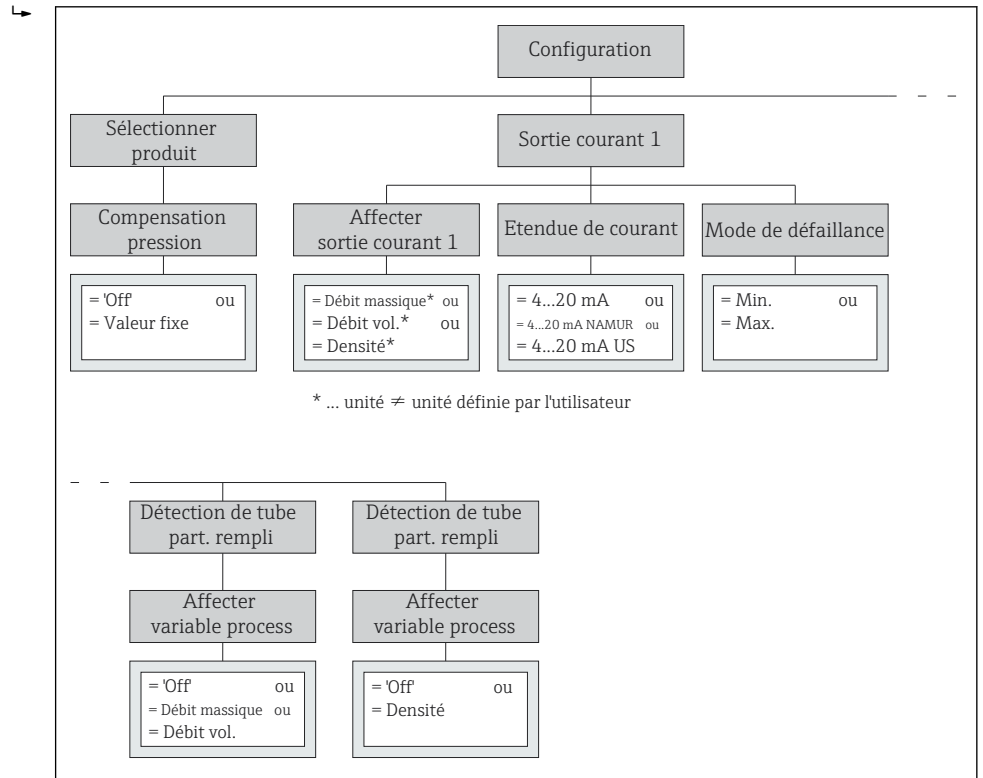 Configuration
Sélectionner
produit
Sortie courant 1
Compensation
pression
Affecter
sortie courant 1
Etendue de courant
Mode de défaillance
= 'Off' ou
= Valeur fixe
= Débit massique* ou
= Débit vol.* ou
= Densité*
= 4...20 mA ou
= 4...20 mA NAMUR ou
= 4...20 mA US
= Min. ou
= Max.
* ... unité ≠ unité définie par l'utilisateur
Détection de tube
part. rempli
Détection de tube
part. rempli
Affecter
variable process
Affecter
variable process
= 'Off' ou
= Débit massique ou
= Débit vol.
= 'Off' ou
= Densité